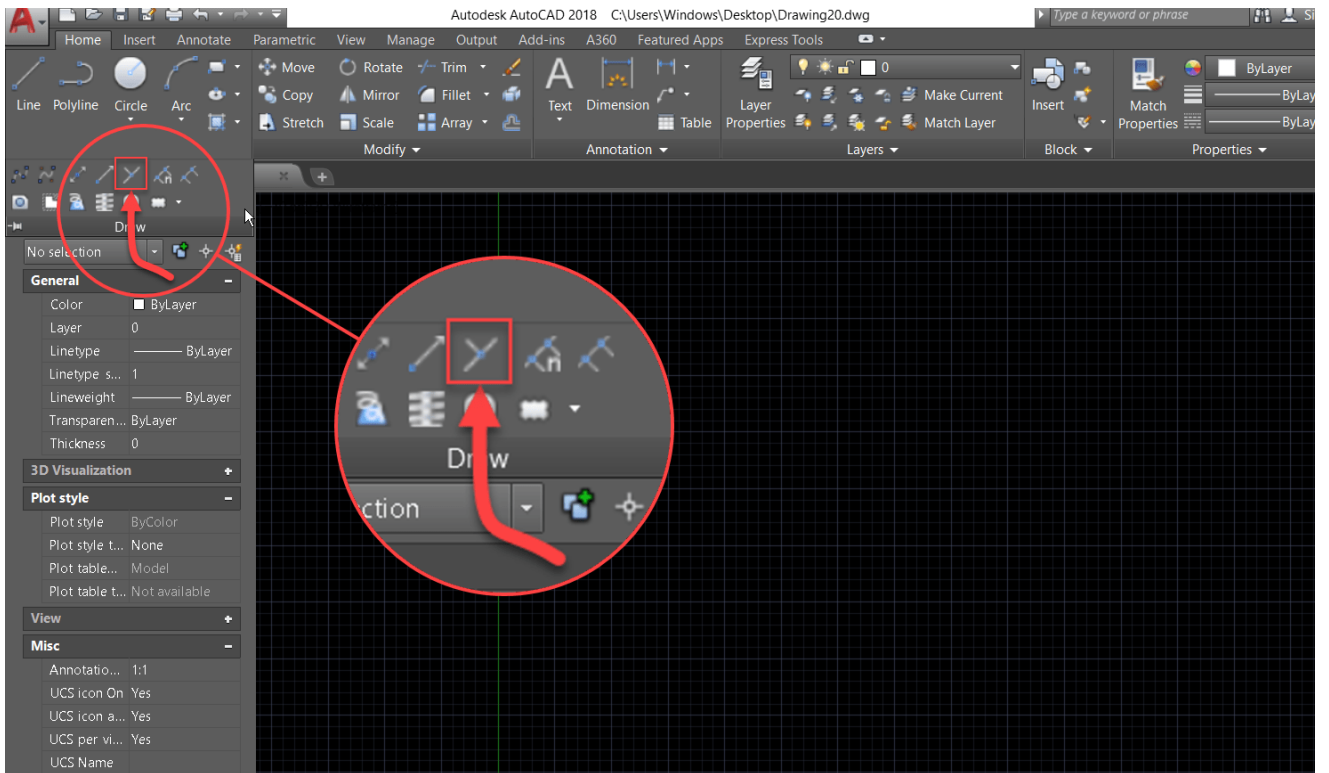 Autodesk AutoCAD 2018 C:\Users\Windows\Desktop\Drawing20.dwg Type a keyword or phrase
Home Insert Annotate Parametric View Manage Output Add-ins A360 Featured Apps Express Tools
Move Rotate Trim 0 ByLayer
Line Polyline Circle Arc Copy Mirror Fillet Text Dimension Layer Properties Make Current Insert Match Properties
Stretch Scale Array Table Match Layer
Modify Annotation Layers Block Properties
No selection
General
Color ByLayer
Layer 0
Linetype ByLayer
Linetype s... 1
Lineweight ByLayer
Transparen... ByLayer
Thickness 0
3D Visualization
Plot style
Plot style ByColor
Plot style t... None
Plot table... Model
Plot table t... Not available
View
Misc
Annotatio... 1:1
UCS icon On Yes
UCS icon a... Yes
UCS per vi... Yes
UCS Name
n
ction